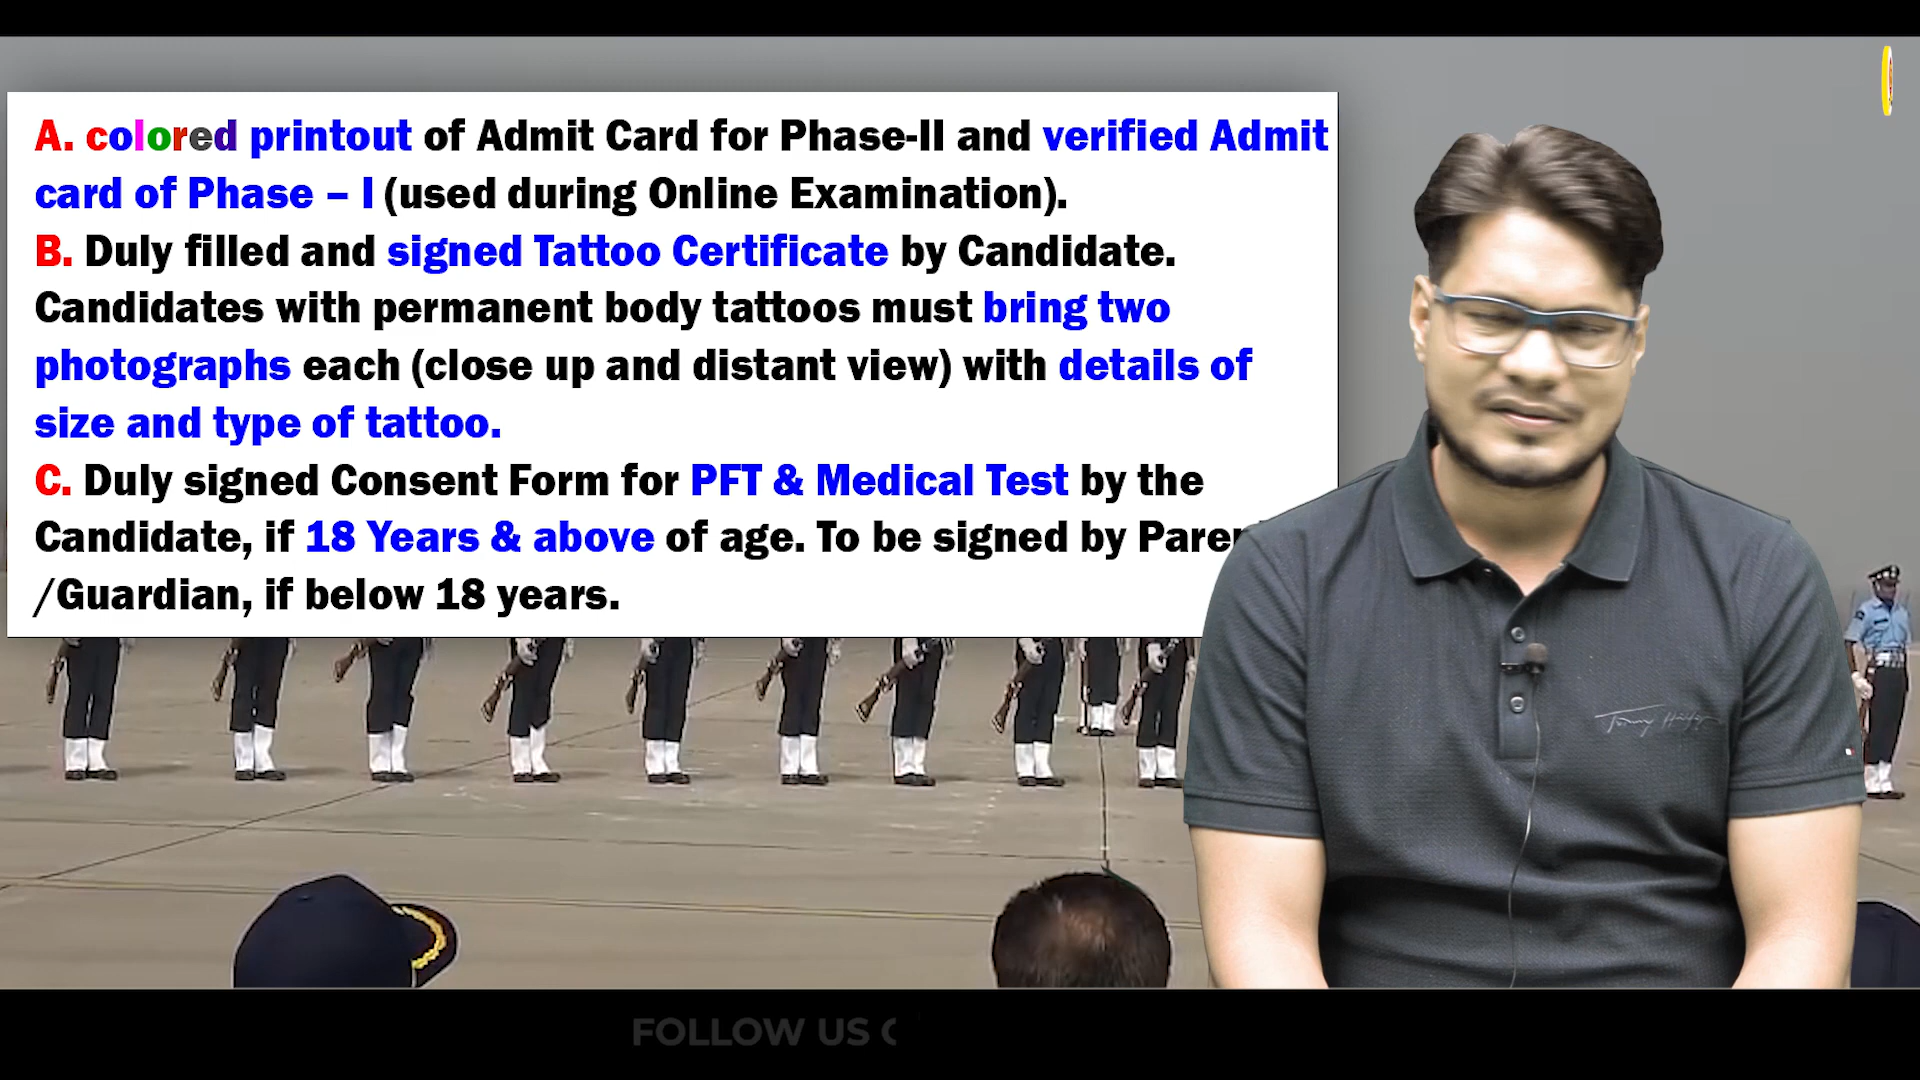 A. colored printout of Admit Card for Phase-II and verified Admit
card of Phase – I (used during Online Examination).
B. Duly filled and signed Tattoo Certificate by Candidate.
Candidates with permanent body tattoos must bring two
photographs each (close up and distant view) with details of
size and type of tattoo.
C. Duly signed Consent Form for PFT & Medical Test by the
Candidate, if 18 Years & above of age. To be signed by
/Guardian, if below 18 years.
FOLLOW US